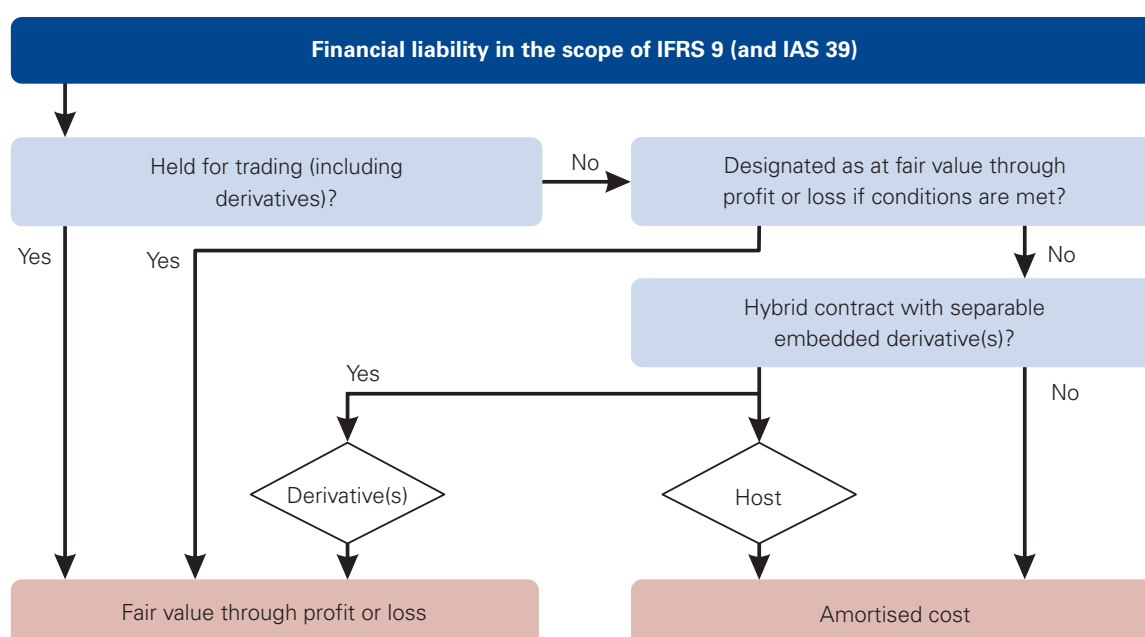 Financial liability in the scope of IFRS 9 (and IAS 39)
Held for trading (including
derivatives)?
No
Designated as at fair value through
profit or loss if conditions are met?
Yes
Yes
No
Hybrid contract with separable
embedded derivative(s)?
Yes
No
Derivative(s)
Host
Fair value through profit or loss
Amortised cost